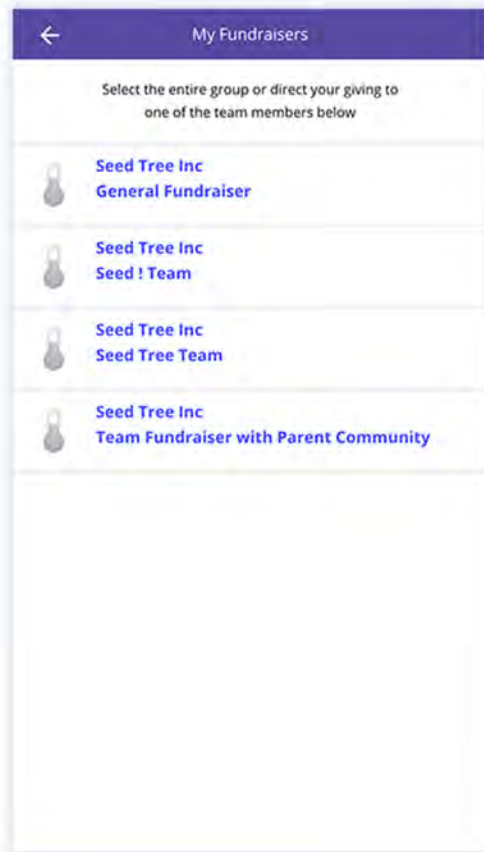 My Fundraisers
Select the entire group or direct your giving to
one of the team members below
Seed Tree Inc
General Fundraiser
Seed Tree Inc
Seed ! Team
Seed Tree Inc
Seed Tree Team
Seed Tree Inc
Team Fundraiser with Parent Community